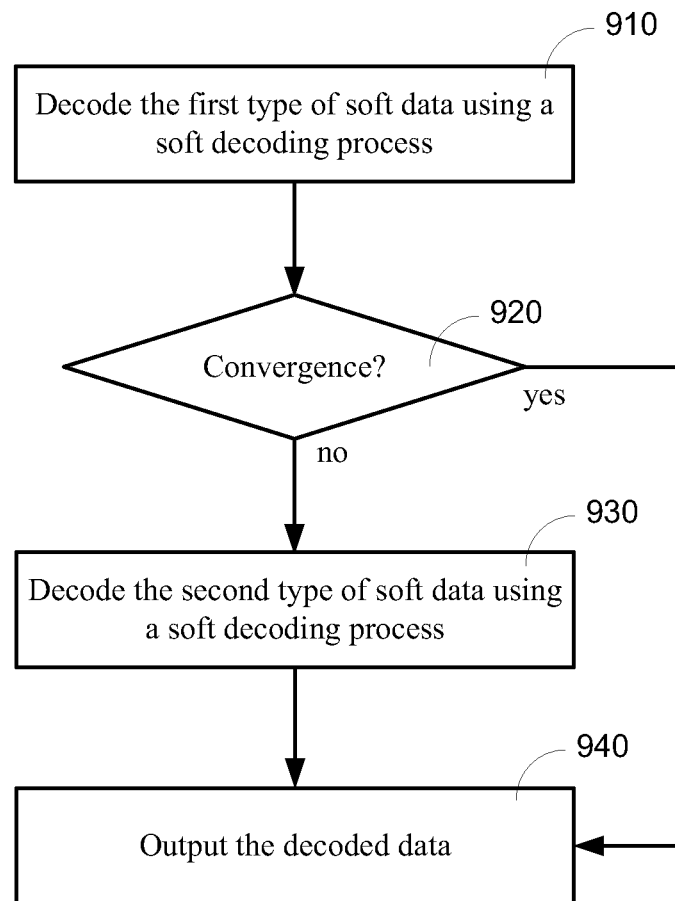 910
Decode the first type of soft data using a
soft decoding process
920
Convergence?
yes
no
930
Decode the second type of soft data using
a soft decoding process
940
Output the decoded data